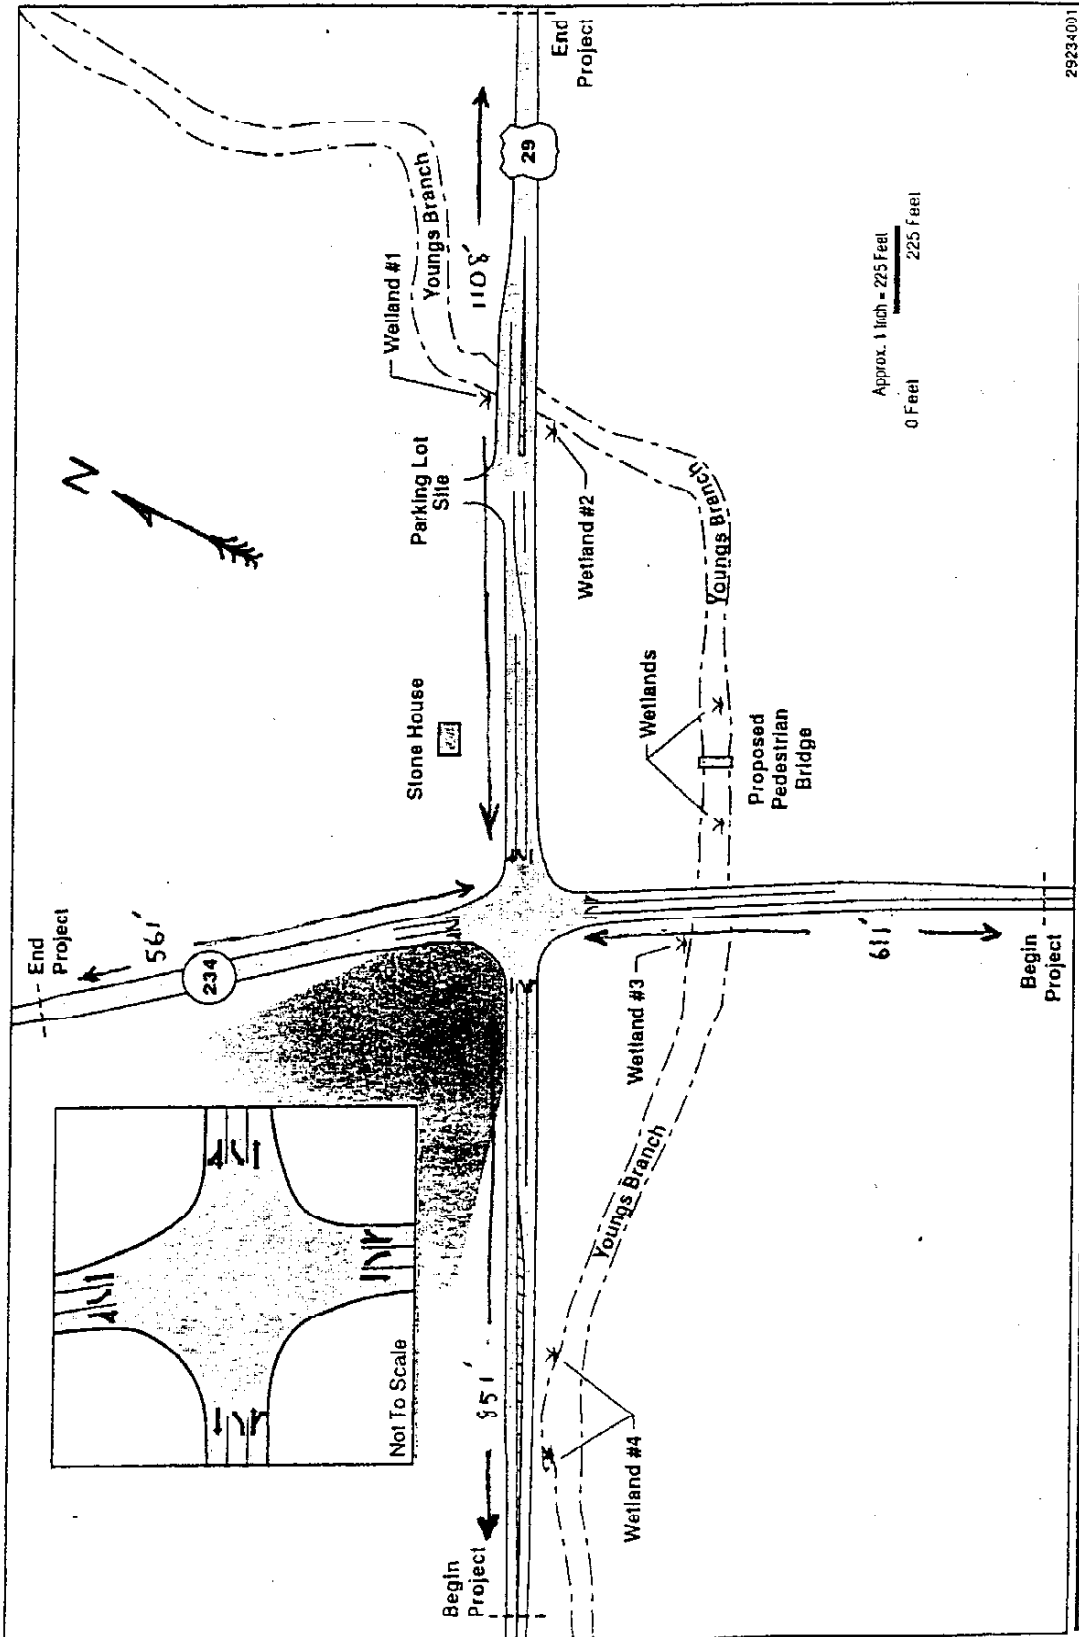 End
Project
561'
234
Not To Scale
Begin
Project
951'
Stone House
Parking Lot
Site
Wetland #1
Youngs Branch
1108'
29
End
Project
N
Wetland #4
Youngs Branch
Wetland #3
611'
Begin
Project
Wetlands
Proposed
Pedestrian
Bridge
Wetland #2
Youngs Branch
Approx. 1 Inch = 225 Feet
0 Feet
225 Feet
29234001